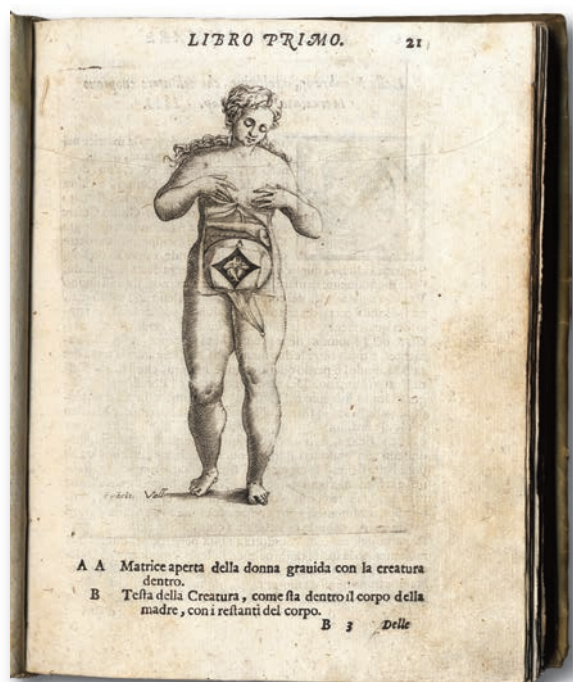 LIBRO PRIMO. 21
A A Matrice aperta della donna grauida con la creatura
dentro.
B Teſta della Creatura, come ſta dentro il corpo della
madre, con i reſtanti del corpo.
B 3 Delle